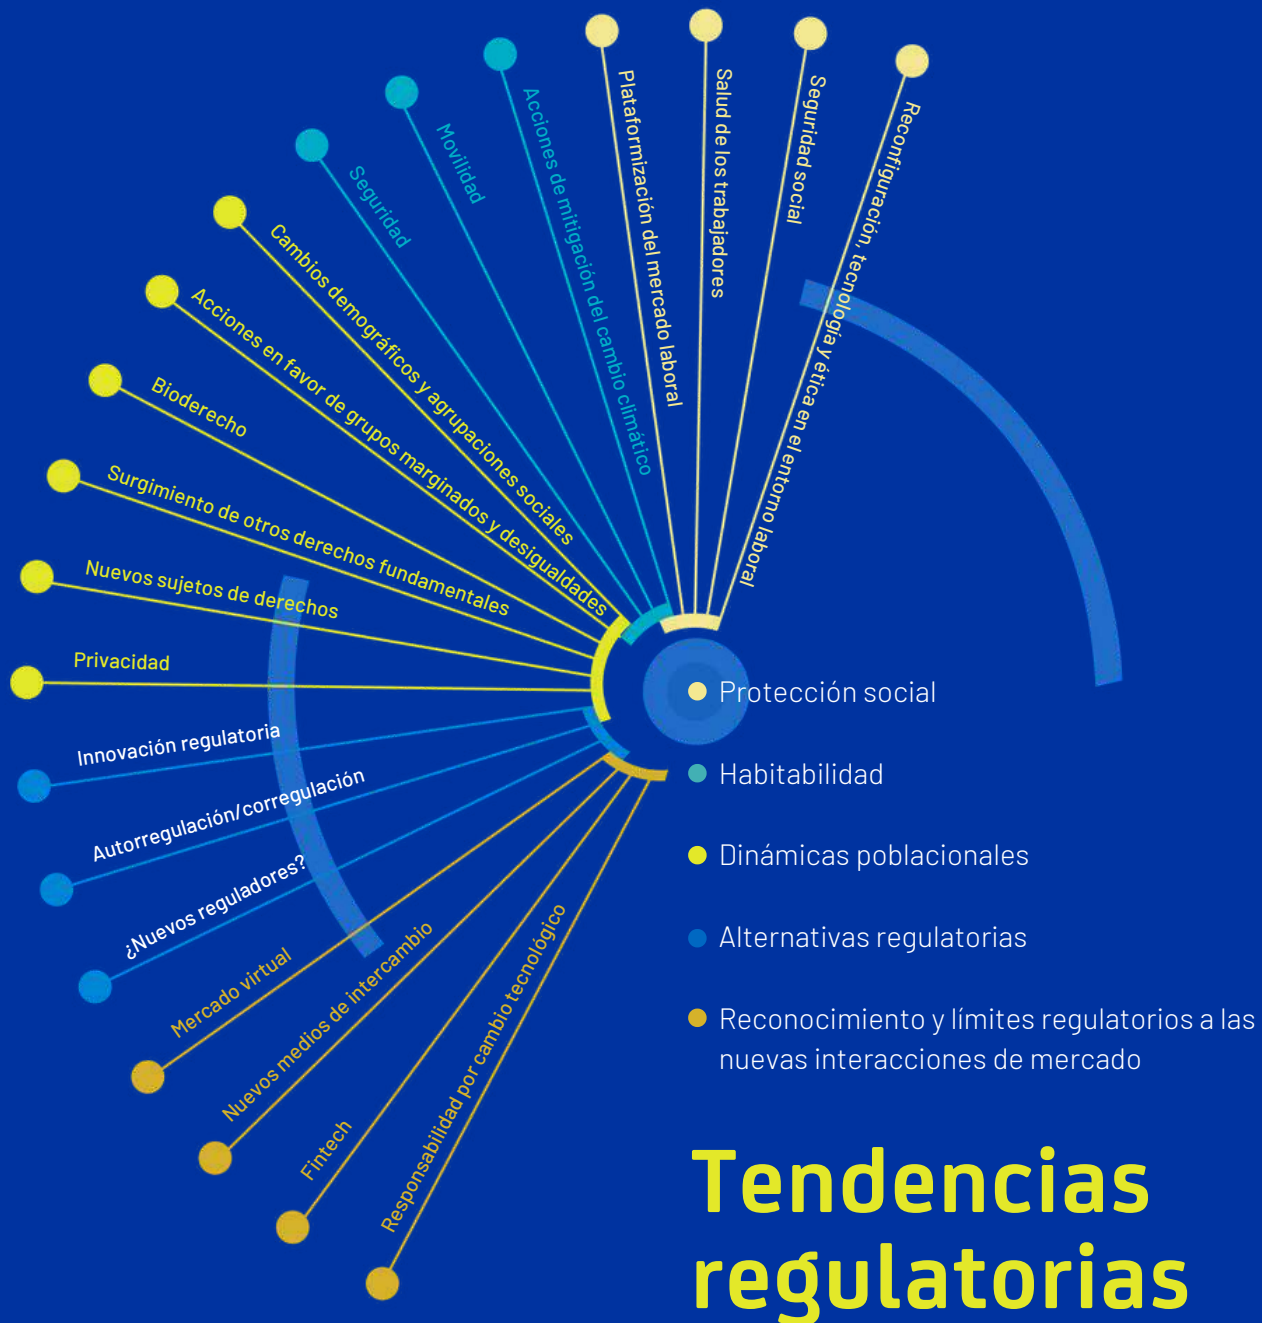 Reconfiguración, tecnología y ética en el entorno laboral
Seguridad social
Salud de los trabajadores
Plataformización del mercado laboral
Acciones de mitigación del cambio climático
Movilidad
Seguridad
Cambios demográficos y agrupaciones sociales
Acciones en favor de grupos marginados y desigualdades
Bioderecho
Surgimiento de otros derechos fundamentales
Nuevos sujetos de derechos
Privacidad
Innovación regulatoria
Autorregulación/corregulación
¿Nuevos reguladores?
Mercado virtual
Nuevos medios de intercambio
Fintech
Responsabilidad por cambio tecnológico
Protección social
Habitabilidad
Dinámicas poblacionales
Alternativas regulatorias
Reconocimiento y límites regulatorios a las
nuevas interacciones de mercado
Tendencias
regulatorias